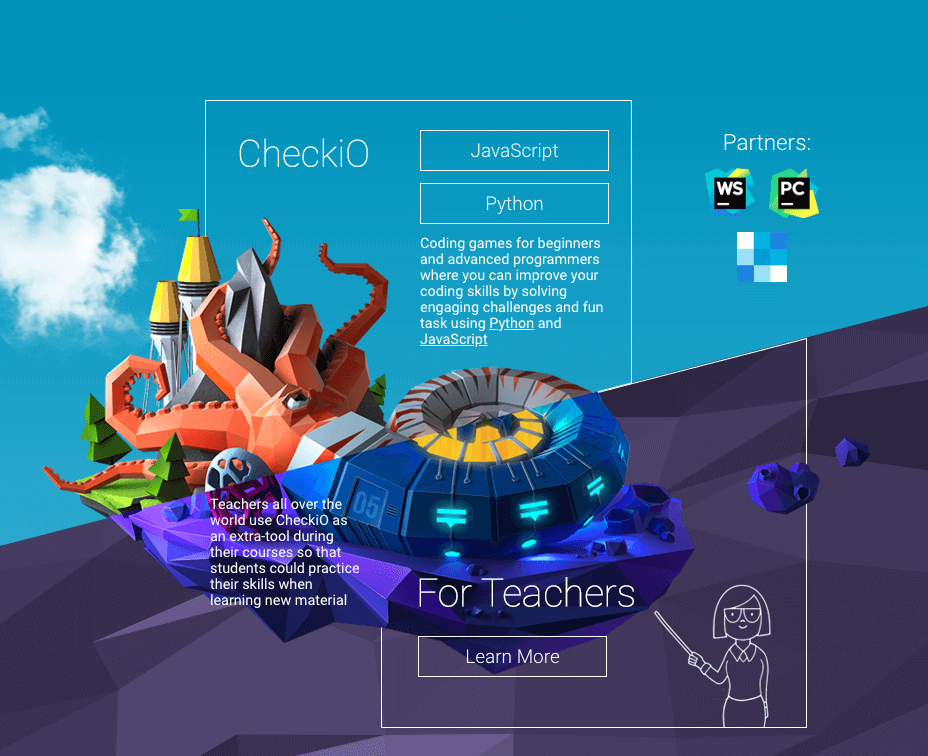 CheckiO
JavaScript
Python
Coding games for beginners
and advanced programmers
where you can improve your
coding skills by solving
engaging challenges and fun
task using Python and
JavaScript
Partners:
WS
PC
05
Teachers all over the
world use CheckiO as
an extra-tool during
their courses so that
students could practice
their skills when
learning new material
For Teachers
Learn More